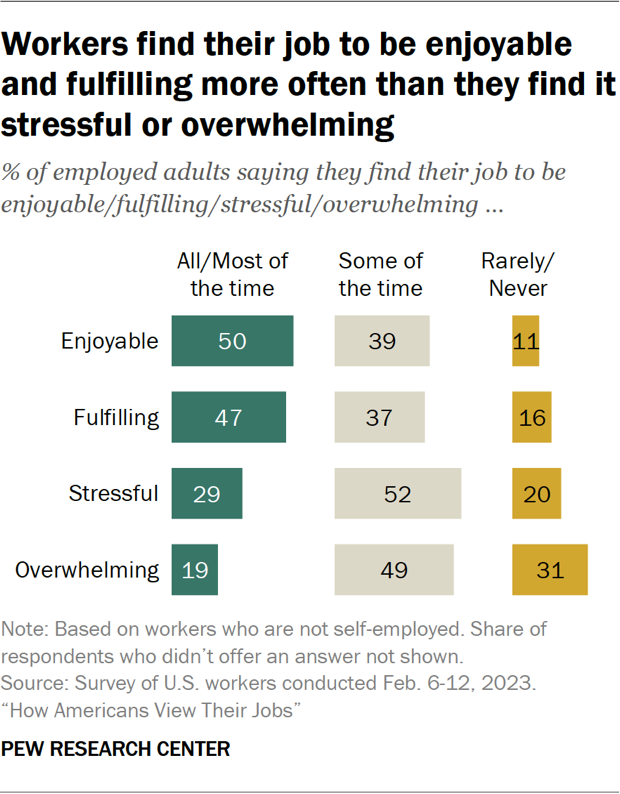 Workers find their job to be enjoyable
and fulfilling more often than they find it
stressful or overwhelming
% of employed adults saying they find their job to be
enjoyable/fulfilling/stressful/overwhelming ...
All/Most of
the time
Some of
the time
Rarely/
Never
Enjoyable 50 39 11
Fulfilling 47 37 16
Stressful 29 52 20
Overwhelming 19 49 31
Note: Based on workers who are not self-employed. Share of
respondents who didn’t offer an answer not shown.
Source: Survey of U.S. workers conducted Feb. 6-12, 2023.
“How Americans View Their Jobs”
PEW RESEARCH CENTER